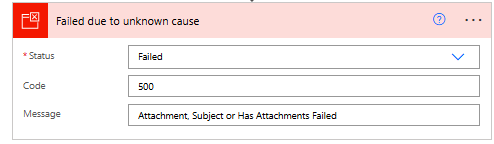 Failed due to unknown cause
* Status
Failed
Code
500
Message
Attachment, Subject or Has Attachments Failed